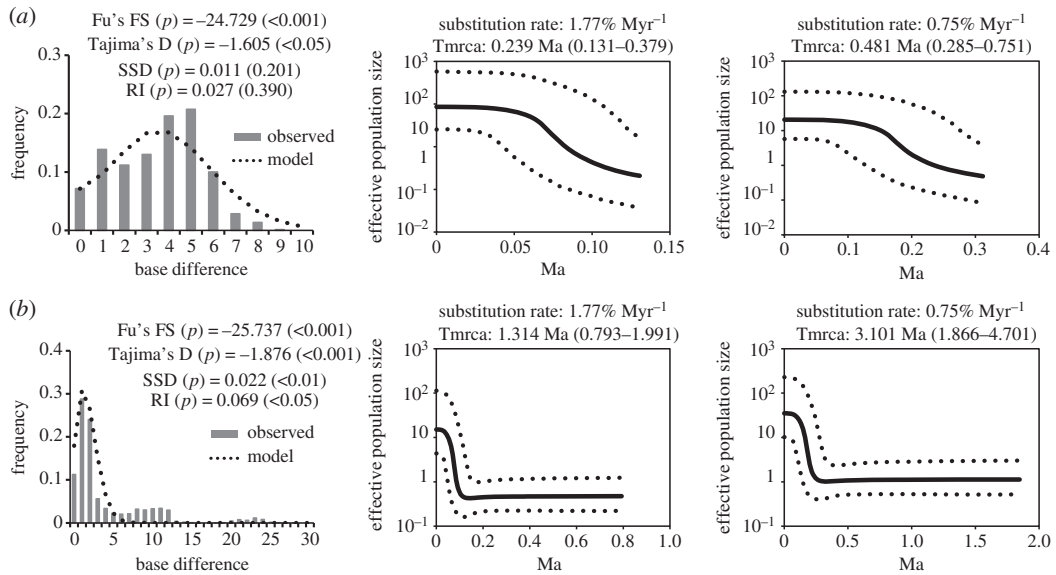 (a)
Fu's FS (p) = –24.729 (<0.001)
Tajima's D (p) = –1.605 (<0.05)
SSD (p) = 0.011 (0.201)
RI (p) = 0.027 (0.390)
0.3
0.2
0.1
0
frequency
observed
model
0 1 2 3 4 5 6 7 8 9 10
base difference
substitution rate: 1.77% Myr–1
Tmrca: 0.239 Ma (0.131–0.379)
effective population size
10³
10²
10
1
10–1
10–2
0 0.05 0.10 0.15
Ma
substitution rate: 0.75% Myr–1
Tmrca: 0.481 Ma (0.285–0.751)
effective population size
10³
10²
10
1
10–1
10–2
0 0.1 0.2 0.3 0.4
Ma
(b)
Fu's FS (p) = –25.737 (<0.001)
Tajima's D (p) = –1.876 (<0.001)
SSD (p) = 0.022 (<0.01)
RI (p) = 0.069 (<0.05)
0.4
0.3
0.2
0.1
0
frequency
observed
model
0 5 10 15 20 25 30
base difference
substitution rate: 1.77% Myr–1
Tmrca: 1.314 Ma (0.793–1.991)
effective population size
10³
10²
10
1
10–1
0 0.2 0.4 0.6 0.8 1.0
Ma
substitution rate: 0.75% Myr–1
Tmrca: 3.101 Ma (1.866–4.701)
effective population size
10³
10²
10
1
10–1
0 0.5 1.0 1.5 2.0
Ma